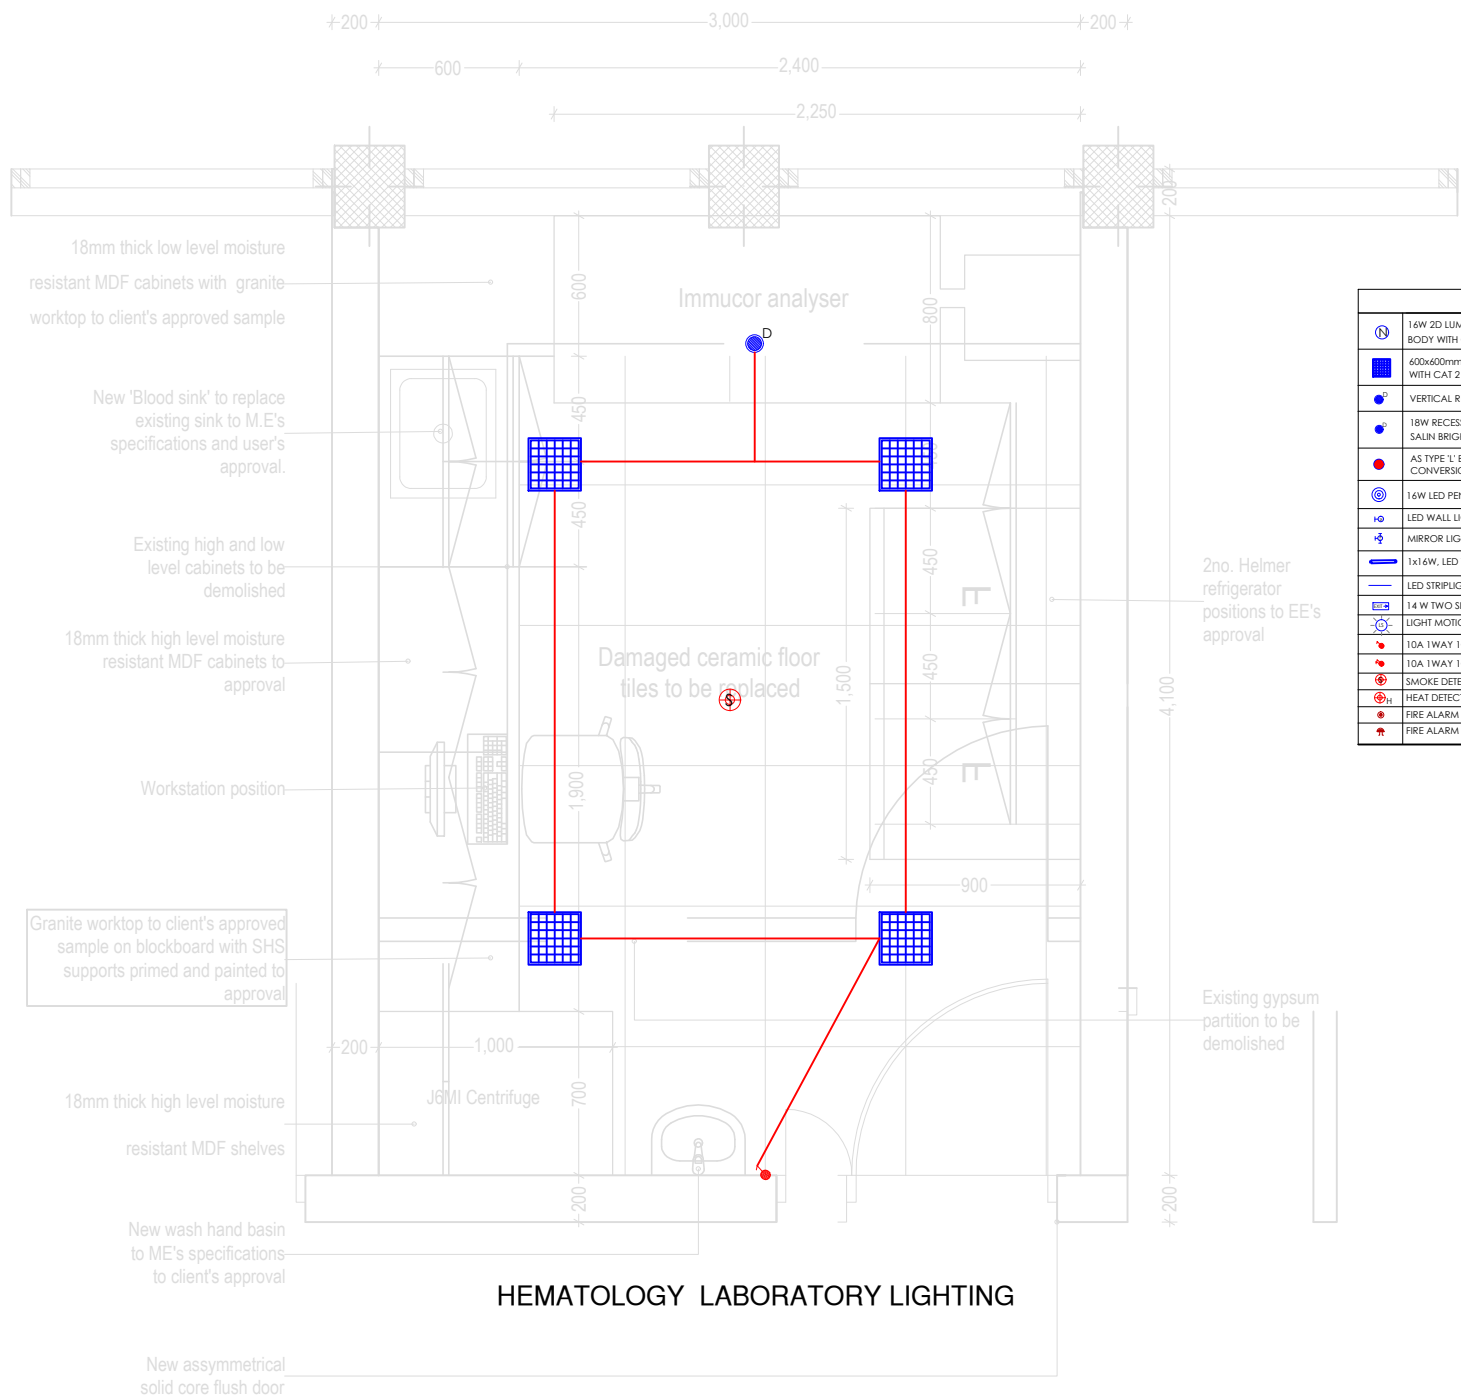 200
3,000
200
600
2,400
2,250
200
18mm thick low level moisture
resistant MDF cabinets with granite
worktop to client's approved sample
600
Immucor analyser
800
D
New 'Blood sink' to replace
existing sink to M.E's
specifications and user's
approval.
450
450
Existing high and low
level cabinets to be
demolished
450
2no. Helmer
refrigerator
positions to EE's
approval
F
18mm thick high level moisture
resistant MDF cabinets to
approval
Damaged ceramic floor
tiles to be replaced
S
1,500
450
4,100
Workstation position
1,900
450
F
900
Granite worktop to client's approved
sample on blockboard with SHS
supports primed and painted to
approval
Existing gypsum
partition to be
demolished
200
1,000
J6MI Centrifuge
700
18mm thick high level moisture
resistant MDF shelves
200
200
New wash hand basin
to ME's specifications
to client's approval
HEMATOLOGY LABORATORY LIGHTING
New assymmetrical
solid core flush door
N
16W 2D LUM
BODY WITH
600x600mm
WITH CAT 2
D
VERTICAL R
D
18W RECES
SALIN BRIG
AS TYPE 'L' E
CONVERSIO
16W LED PEN
LED WALL LI
MIRROR LIG
1x16W, LED
LED STRIPLIG
EXIT
14 W TWO S
LS
LIGHT MOTIO
10A 1WAY 1
10A 1WAY 1
SMOKE DETE
H
HEAT DETEC
FIRE ALARM
FIRE ALARM